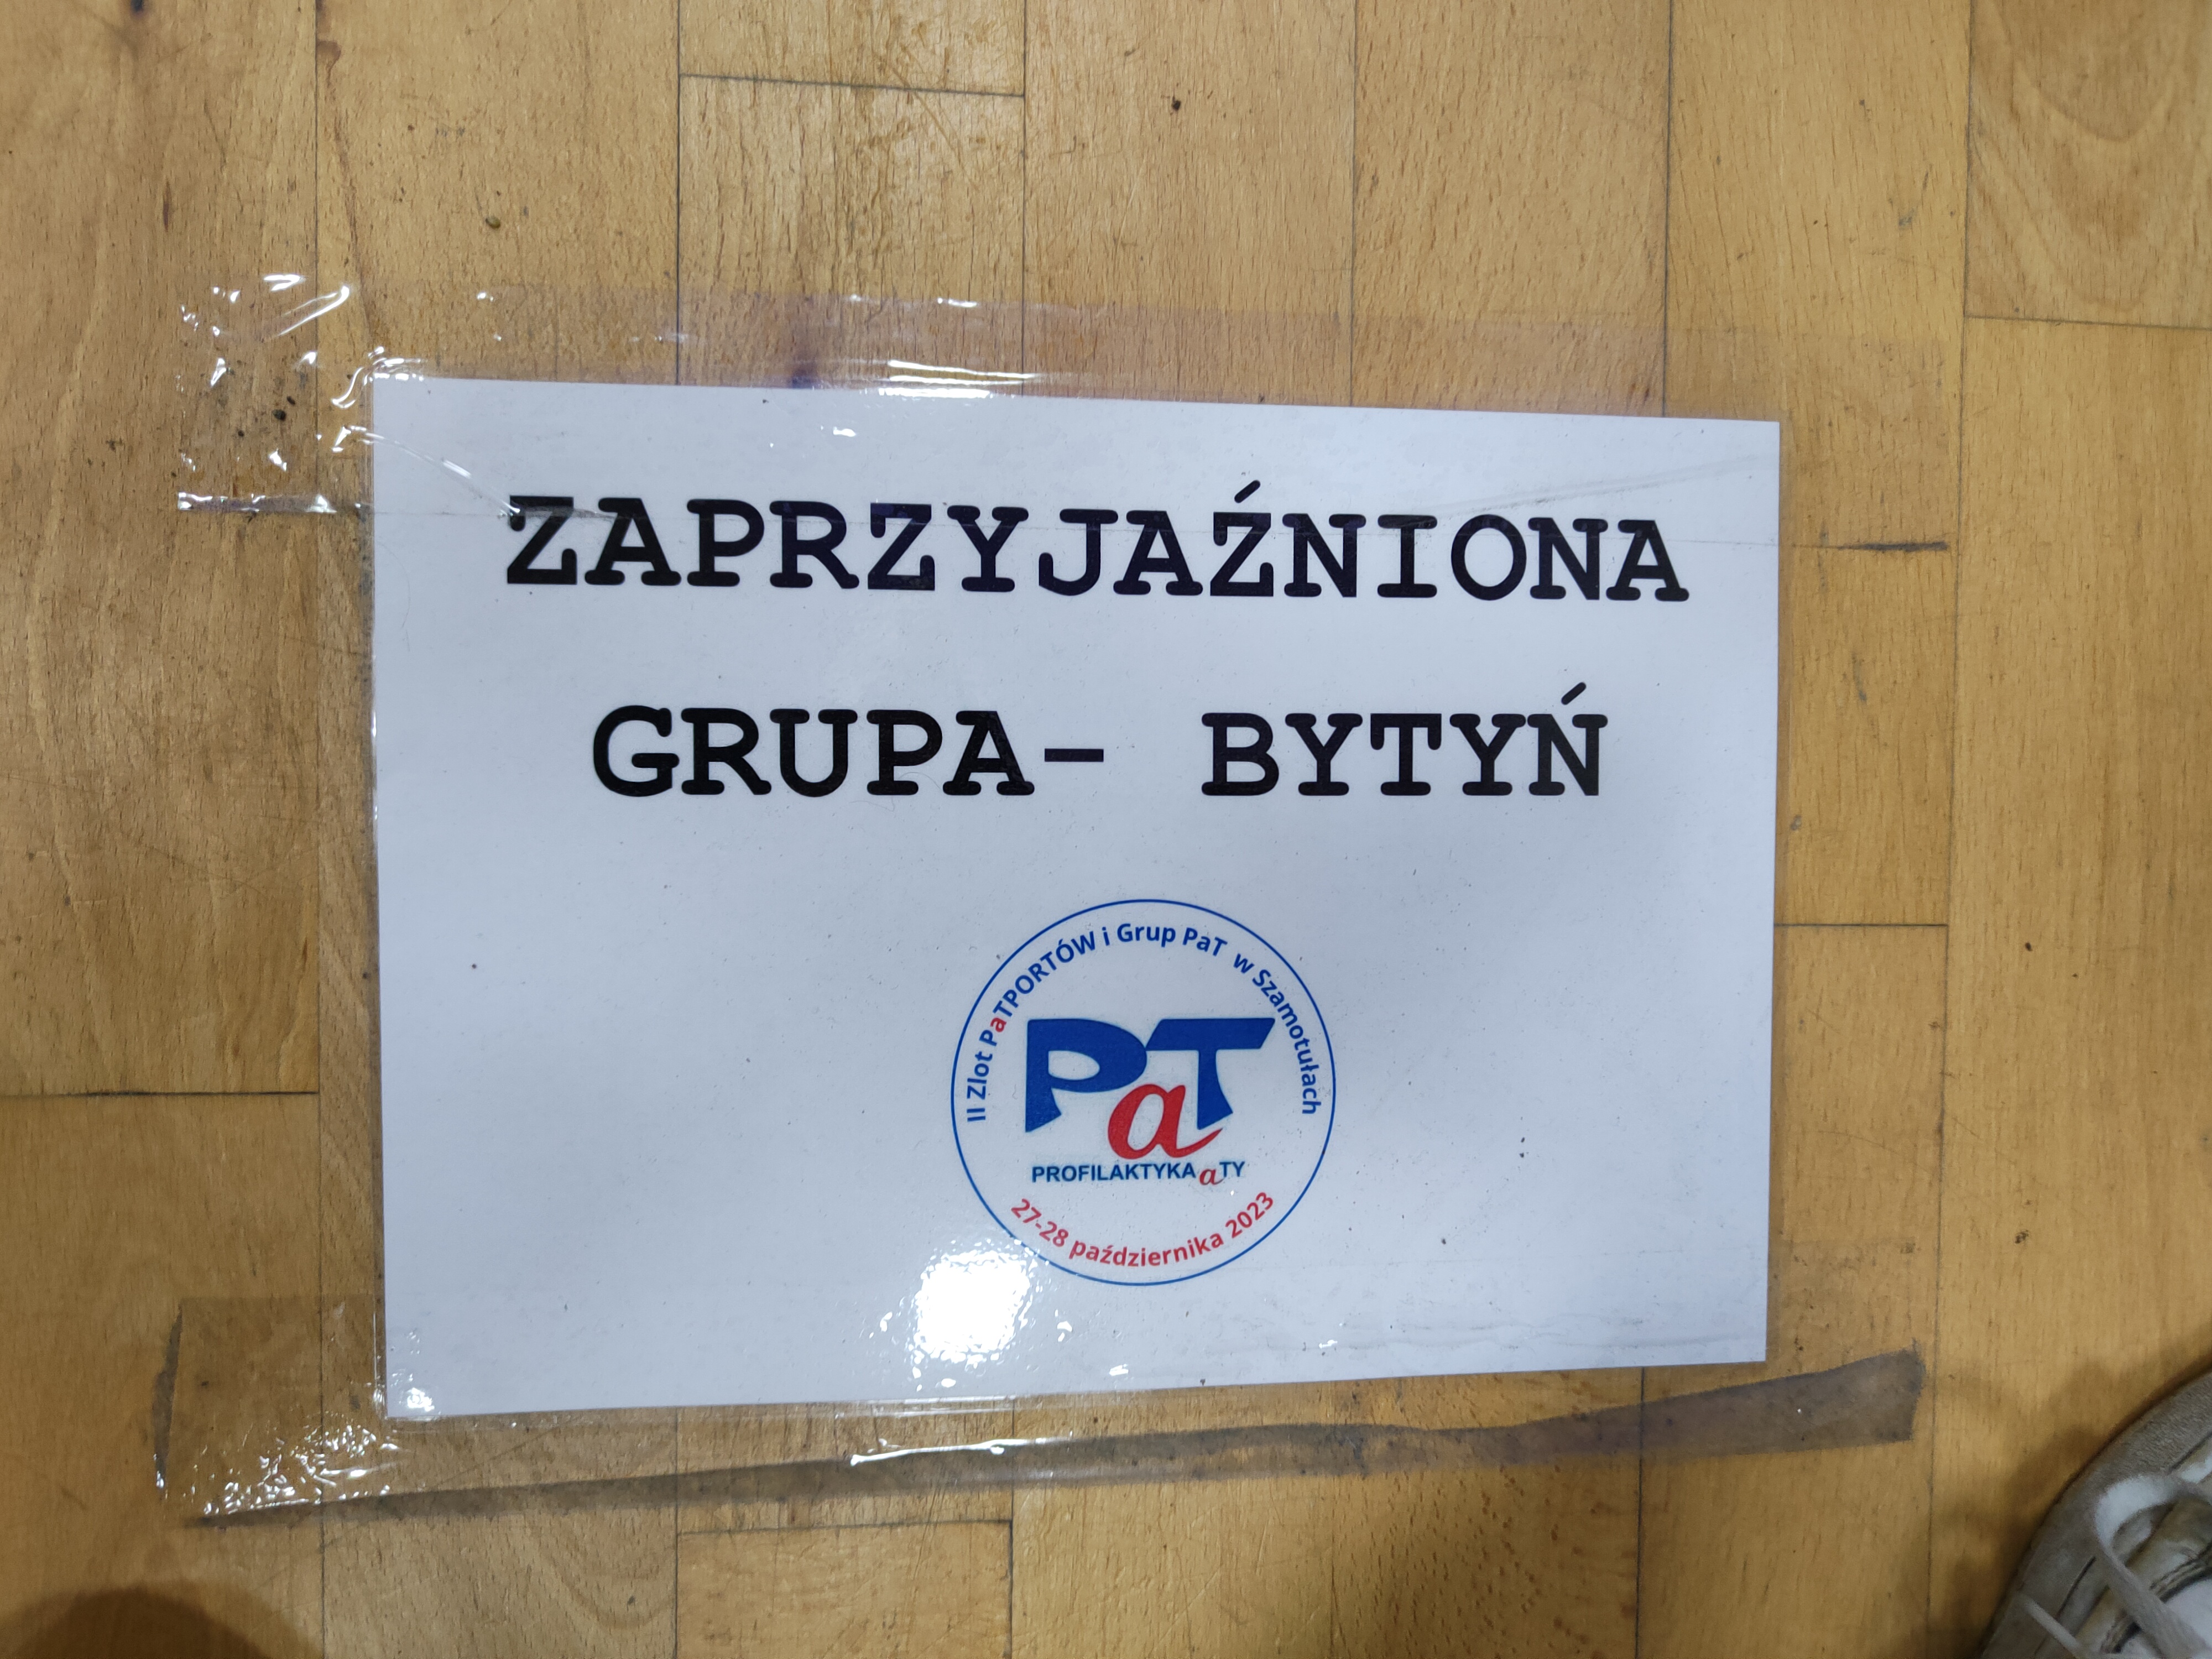 ZAPRZYJAŹNIONA
GRUPA- BYTYŃ
II Zlot PaTPORTÓW i Grup PaT w Szamotułach
PaT
PROFILAKTYKA a TY
27-28 października 2023